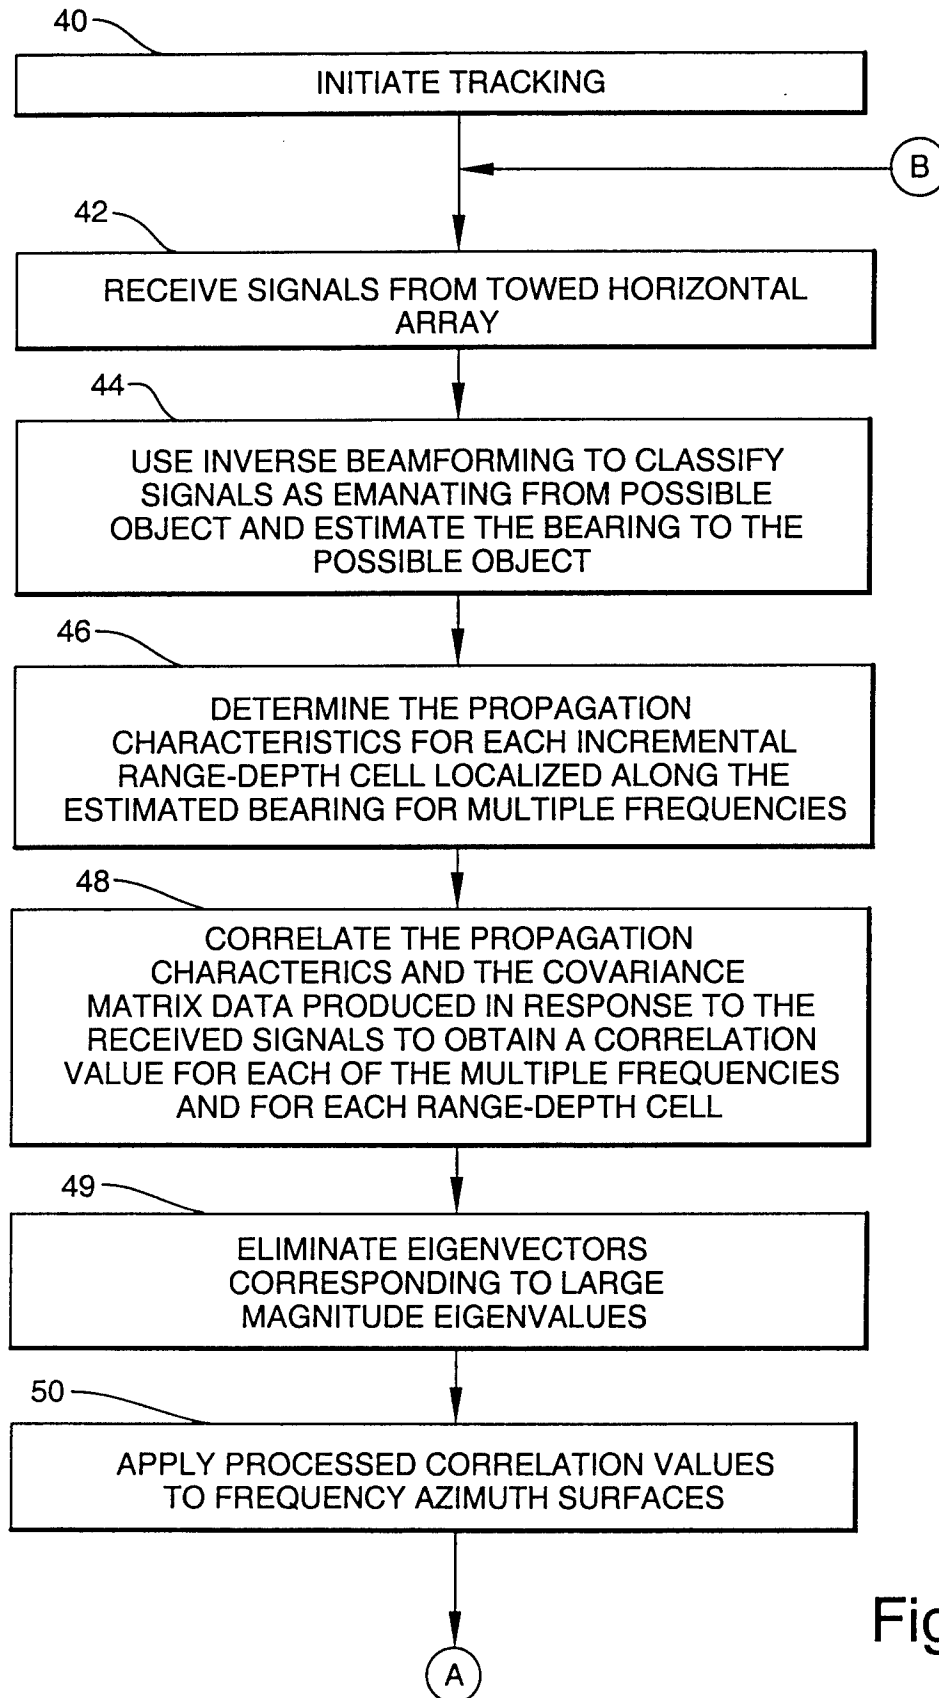 40
INITIATE TRACKING
B
42
RECEIVE SIGNALS FROM TOWED HORIZONTAL
ARRAY
44
USE INVERSE BEAMFORMING TO CLASSIFY
SIGNALS AS EMANATING FROM POSSIBLE
OBJECT AND ESTIMATE THE BEARING TO THE
POSSIBLE OBJECT
46
DETERMINE THE PROPAGATION
CHARACTERISTICS FOR EACH INCREMENTAL
RANGE-DEPTH CELL LOCALIZED ALONG THE
ESTIMATED BEARING FOR MULTIPLE FREQUENCIES
48
CORRELATE THE PROPAGATION
CHARACTERICS AND THE COVARIANCE
MATRIX DATA PRODUCED IN RESPONSE TO THE
RECEIVED SIGNALS TO OBTAIN A CORRELATION
VALUE FOR EACH OF THE MULTIPLE FREQUENCIES
AND FOR EACH RANGE-DEPTH CELL
49
ELIMINATE EIGENVECTORS
CORRESPONDING TO LARGE
MAGNITUDE EIGENVALUES
50
APPLY PROCESSED CORRELATION VALUES
TO FREQUENCY AZIMUTH SURFACES
Fig
A